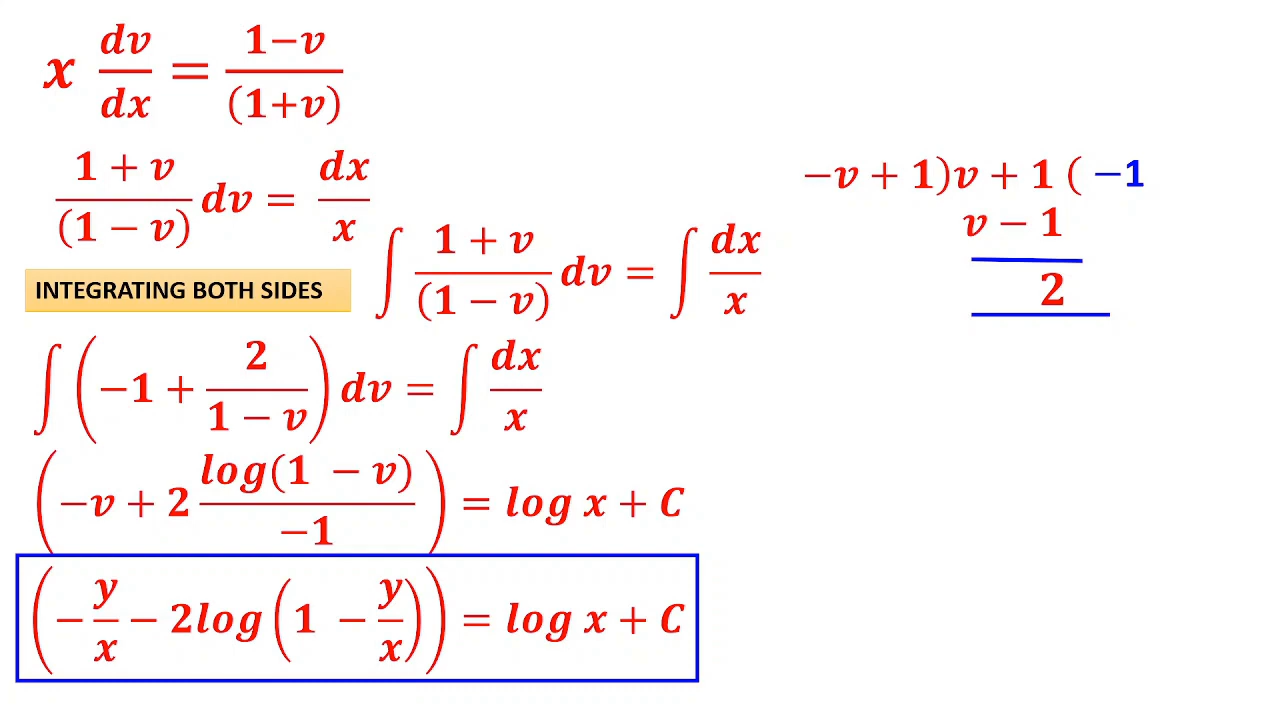 x dv/dx = 1−v/(1+v)
1 + v/(1 − v) dv = dx/x
INTEGRATING BOTH SIDES
∫ 1 + v/(1 − v) dv = ∫ dx/x
∫ (−1 + 2/1 − v) dv = ∫ dx/x
(−v + 2 log(1 − v)/−1) = log x + C
(−y/x − 2log(1 − y/x)) = log x + C
−v + 1)v + 1 ( −1
v − 1
2